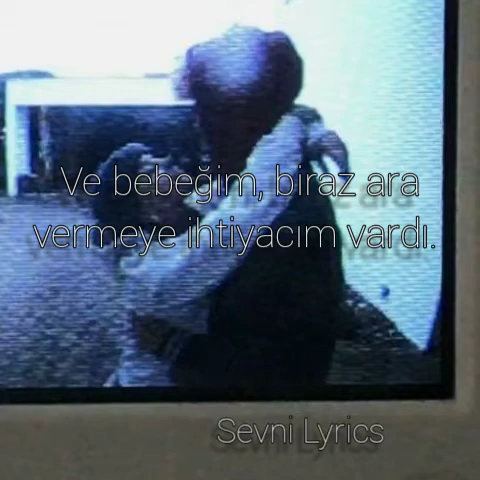 Ve bebeğim, biraz ara
vermeye ihtiyacım vardı.
Sevni Lyrics